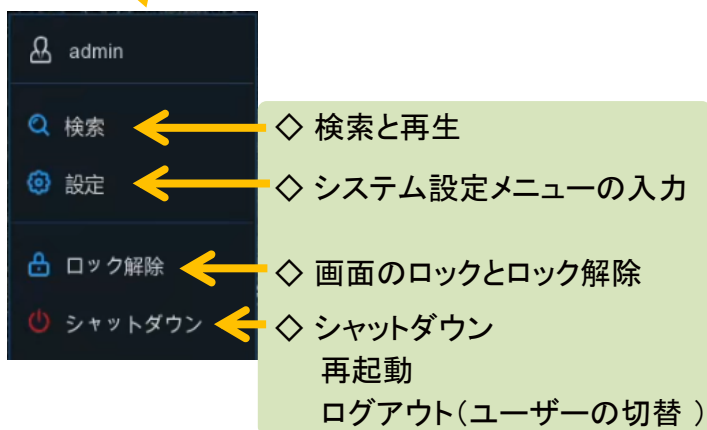 admin
検索
◇ 検索と再生
設定
◇ システム設定メニューの入力
ロック解除
◇ 画面のロックとロック解除
シャットダウン
◇ シャットダウン
再起動
ログアウト(ユーザーの切替 )